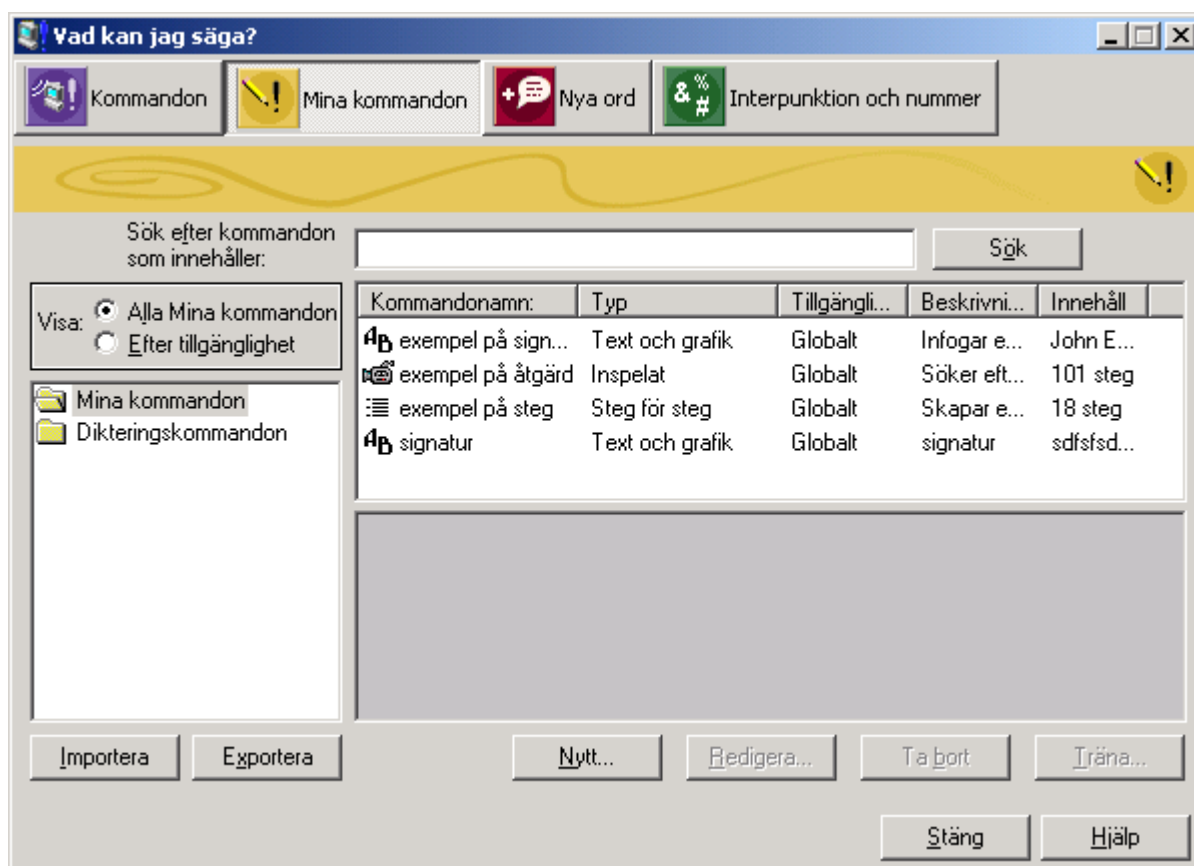 Vad kan jag säga?
Kommandon Mina kommandon Nya ord Interpunktion och nummer
Sök efter kommandon
som innehåller:
Sök
Visa: Alla Mina kommandon
Efter tillgänglighet
Mina kommandon
Dikteringskommandon
Kommandonamn: Typ Tillgängli... Beskrivni... Innehåll
exempel på sign... Text och grafik Globalt Infogar e... John E...
exempel på åtgärd Inspelat Globalt Söker eft... 101 steg
exempel på steg Steg för steg Globalt Skapar e... 18 steg
signatur Text och grafik Globalt signatur sdfsfsd...
Importera Exportera Nytt... Redigera... Ta bort Träna...
Stäng Hjälp